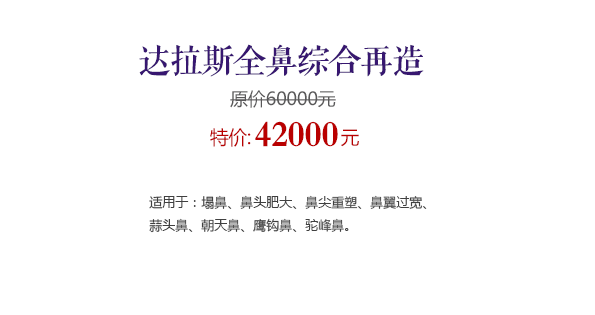 达拉斯全鼻综合再造
原价60000元
特价: 42000元
适用于：塌鼻、鼻头肥大、鼻尖重塑、鼻翼过宽、
蒜头鼻、朝天鼻、鹰钩鼻、驼峰鼻。